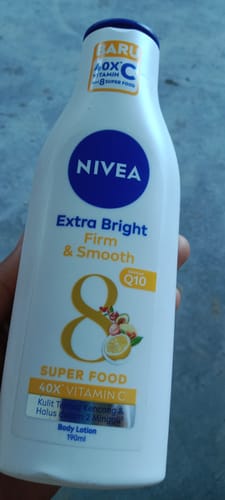 BARU
40X*
VITAMIN C
8 SUPER FOOD
NIVEA
Extra Bright
Firm
& Smooth
Q10
8
SUPER FOOD
40X* VITAMIN C
Kulit Kencang &
Halus 2 Minggu*
Body Lotion
190ml